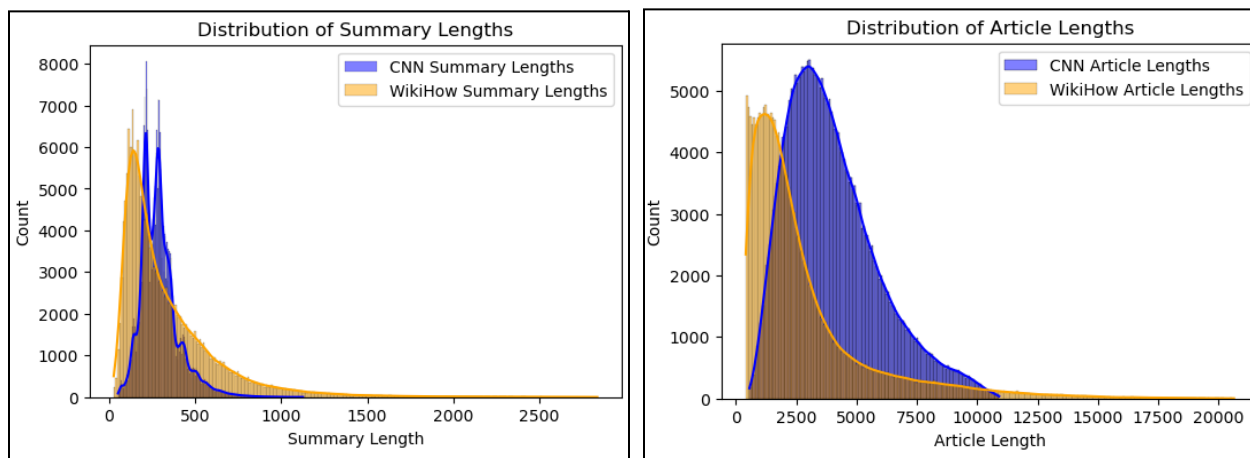 Distribution of Summary Lengths
CNN Summary Lengths
WikiHow Summary Lengths
Count
8000
7000
6000
5000
4000
3000
2000
1000
0
0 500 1000 1500 2000 2500
Summary Length
Distribution of Article Lengths
CNN Article Lengths
WikiHow Article Lengths
Count
5000
4000
3000
2000
1000
0
0 2500 5000 7500 10000 12500 15000 17500 20000
Article Length